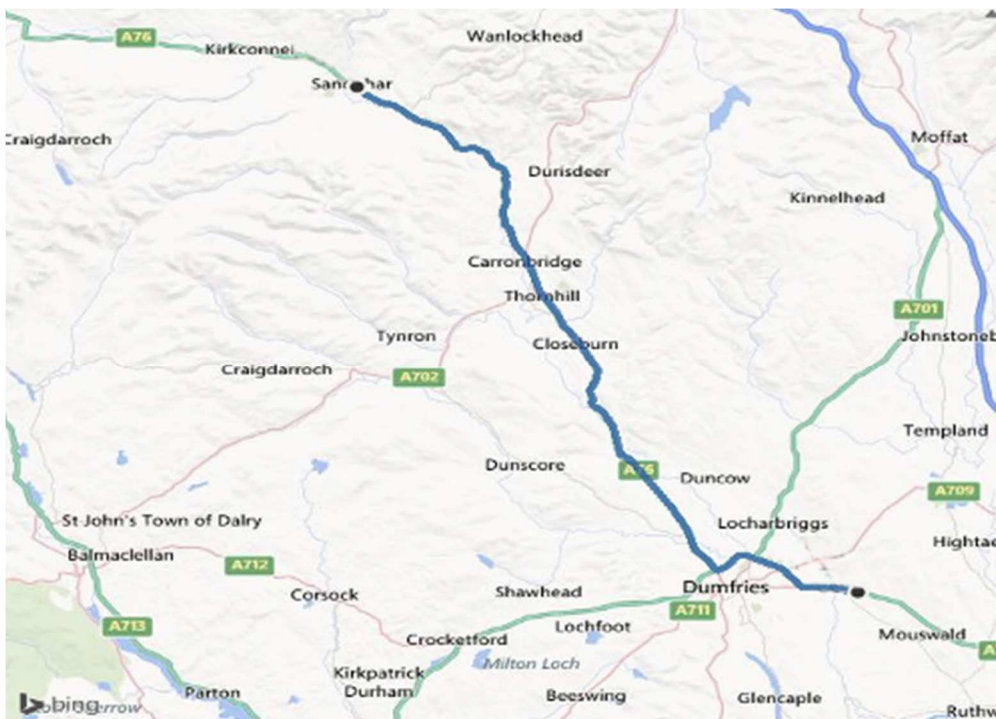 Wanlockhead
A76
Kirkconnel
Craigdarroch
Moffat
Durisdeer
Kinnelhead
Carronbridge
Thornhill
A701
Tynron
Closeburn
Craigdarroch
A702
Templand
Dunscore
A76
Duncow
A709
St John's Town of Dalry
Locharbriggs
Balmaclellan
A712
Dumfries
Corsock
Shawhead
A711
A713
Lochfoot
Mouswald
Crocketford
Milton Loch
Kirkpatrick
Durham
Parton
Beeswing
Glencaple
bing